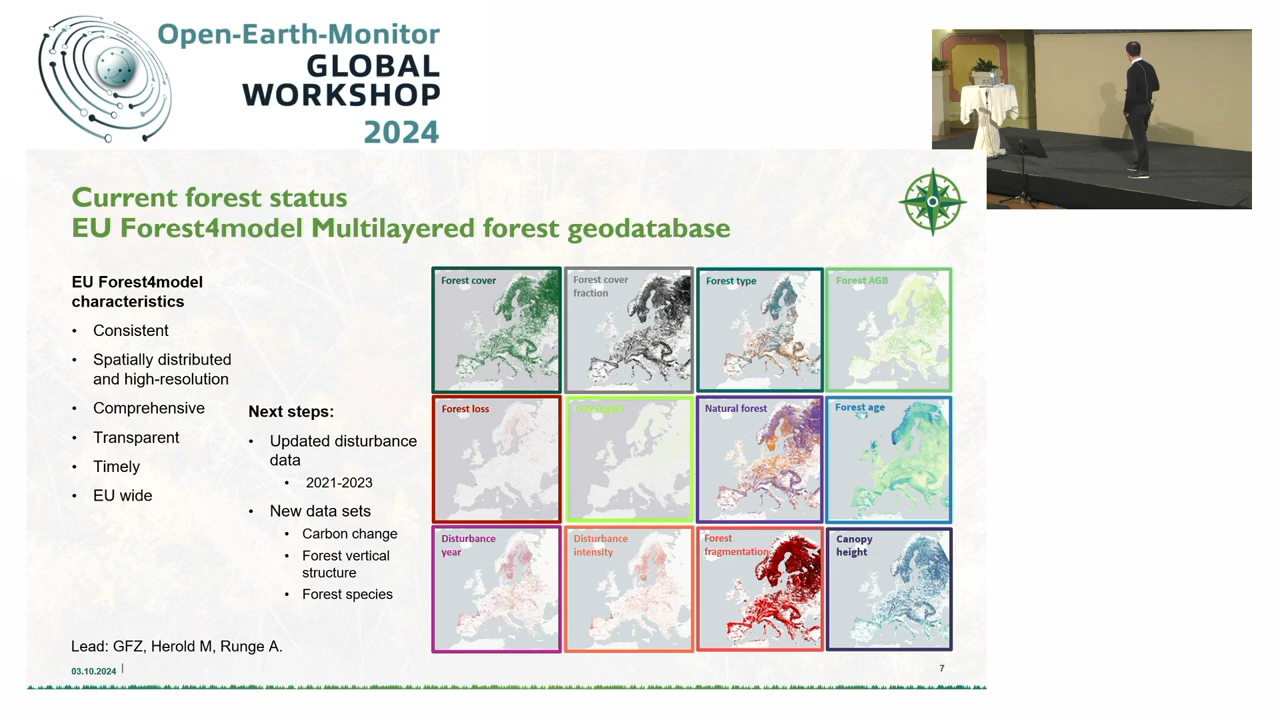 Open-Earth-Monitor
GLOBAL
WORKSHOP
2024
Current forest status
EU Forest4model Multilayered forest geodatabase
EU Forest4model
characteristics
• Consistent
• Spatially distributed
and high-resolution
• Comprehensive
• Transparent
• Timely
• EU wide
Next steps:
• Updated disturbance
data
• 2021-2023
• New data sets
• Carbon change
• Forest vertical
structure
• Forest species
Forest cover
Forest cover
fraction
Forest type
Forest AGB
Forest loss
Forest gain
Natural forest
Forest age
Disturbance
year
Disturbance
intensity
Forest
fragmentation
Canopy
height
Lead: GFZ, Herold M, Runge A.
03.10.2024 |
7